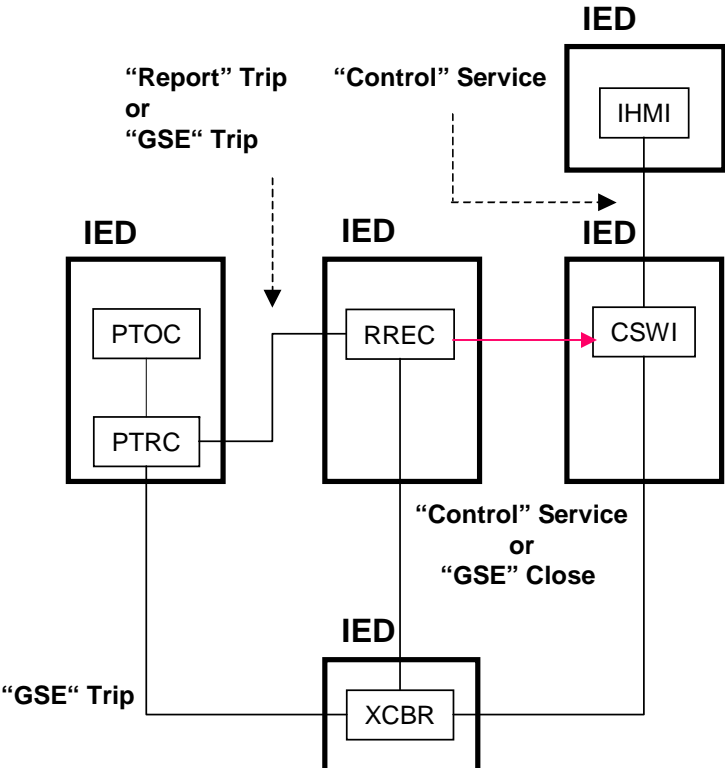 IED
“Report” Trip
or
“GSE“ Trip
“Control” Service
IHMI
IED
IED
IED
PTOC
RREC
CSWI
PTRC
“Control” Service
or
“GSE” Close
IED
“GSE“ Trip
XCBR